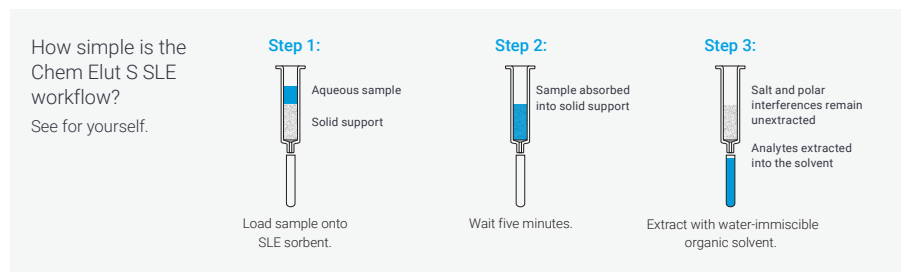 How simple is the
Chem Elut S SLE
workflow?
See for yourself.
Step 1:
Aqueous sample
Solid support
Load sample onto
SLE sorbent.
Step 2:
Sample absorbed
into solid support
Wait five minutes.
Step 3:
Salt and polar
interferences remain
unextracted
Analytes extracted
into the solvent
Extract with water-immiscible
organic solvent.